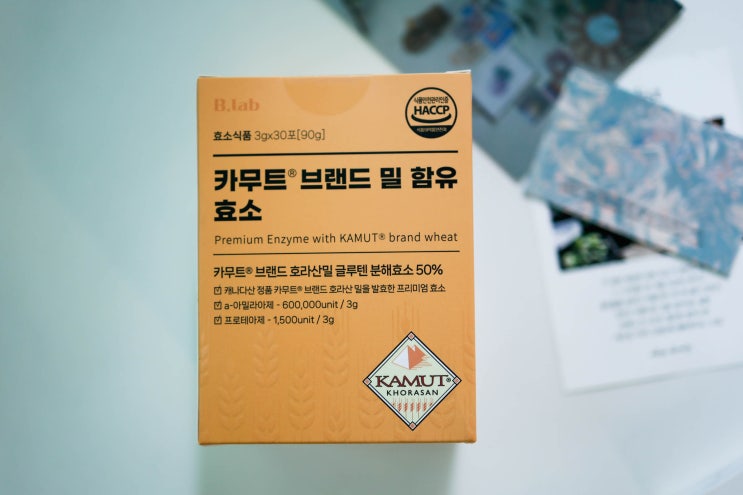 B.lab
식품안전관리인증
HACCP
식품의약품안전처
효소식품 3gx30포[90g]
카무트® 브랜드 밀 함유
효소
Premium Enzyme with KAMUT® brand wheat
카무트® 브랜드 호라산밀 글루텐 분해효소 50%
캐나다산 정품 카무트® 브랜드 호라산 밀을 발효한 프리미엄 효소
a-아밀라아제 - 600,000unit / 3g
프로테아제 - 1,500unit / 3g
KAMUT®
KHORASAN